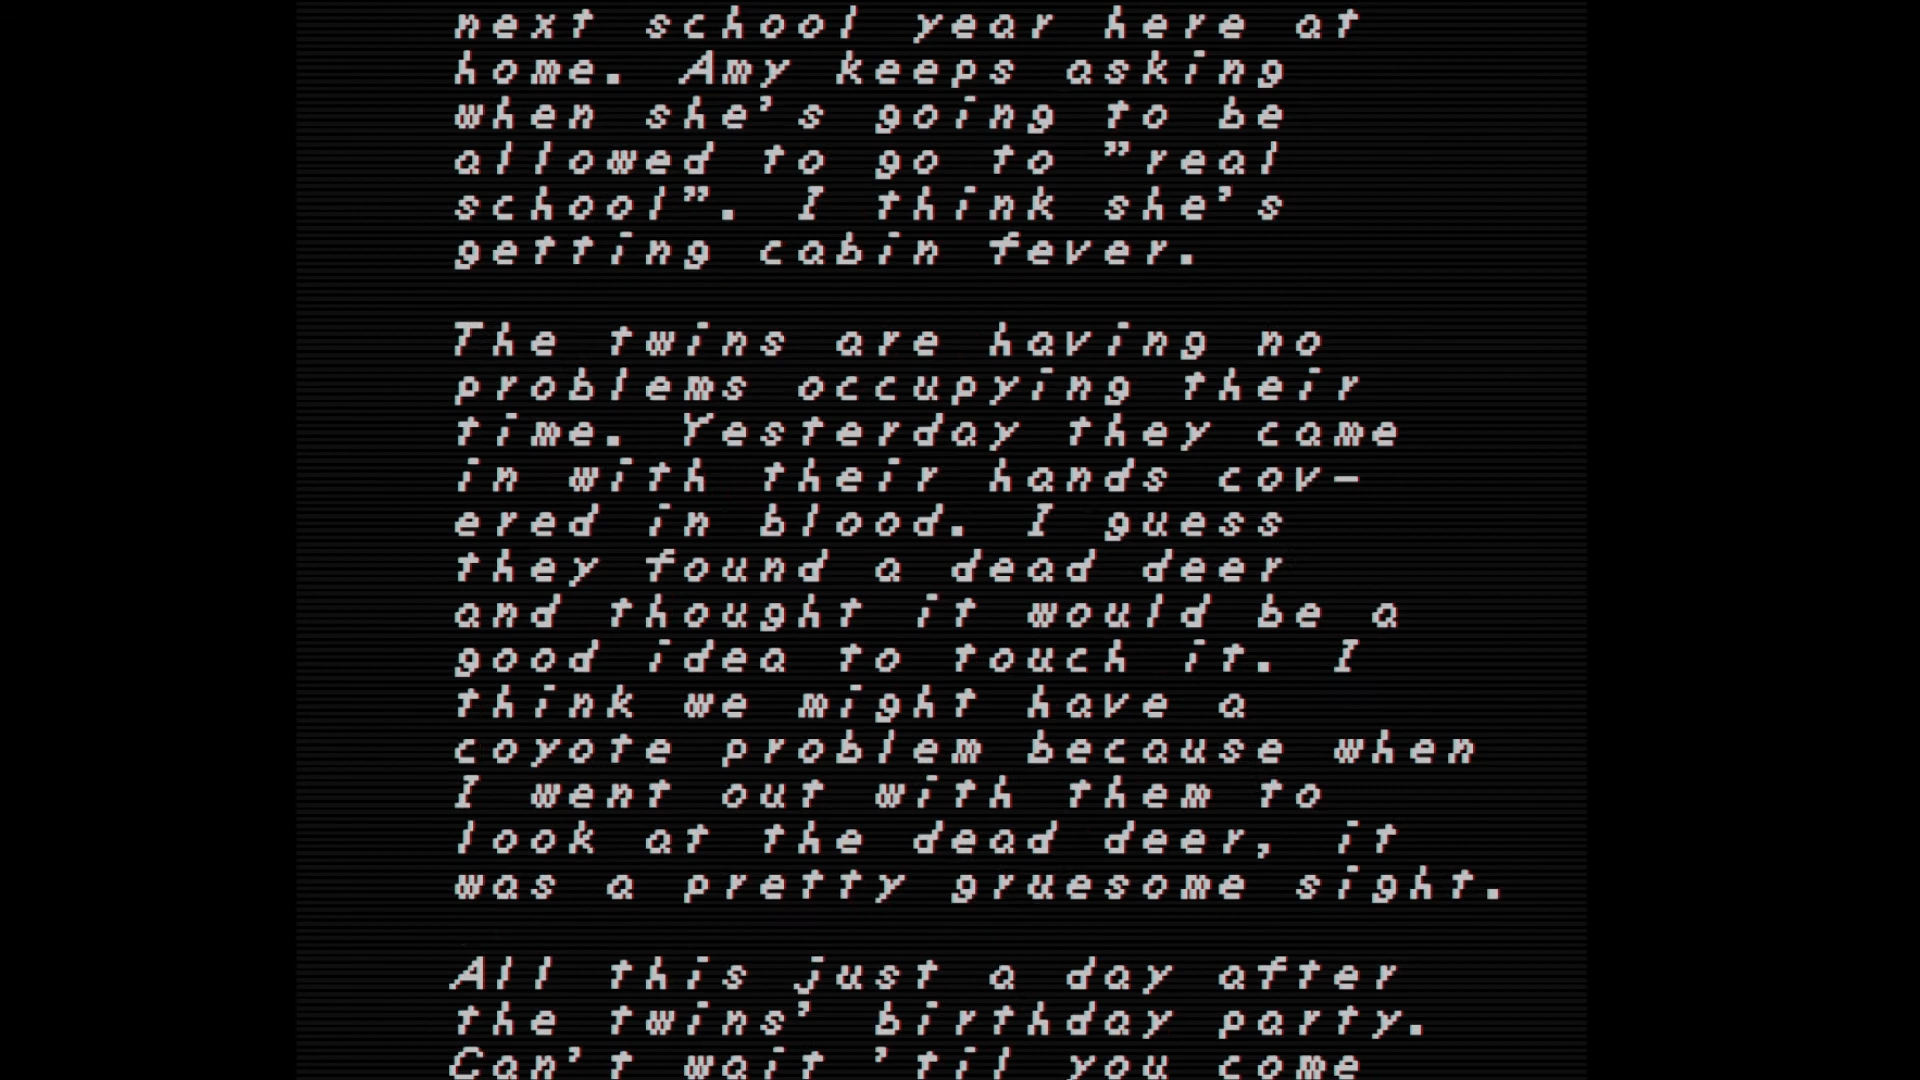 next school year here at
home. Amy keeps asking
when she's going to be
allowed to go to "real
school". I think she's
getting cabin fever.
The twins are having no
problems occupying their
time. Yesterday they came
in with their hands cov-
ered in blood. I guess
they found a dead deer
and thought it would be a
good idea to touch it. I
think we might have a
coyote problem because when
I went out with them to
look at the dead deer, it
was a pretty gruesome sight.
All this just a day after
the twins' birthday party.
Can't wait 'til you come